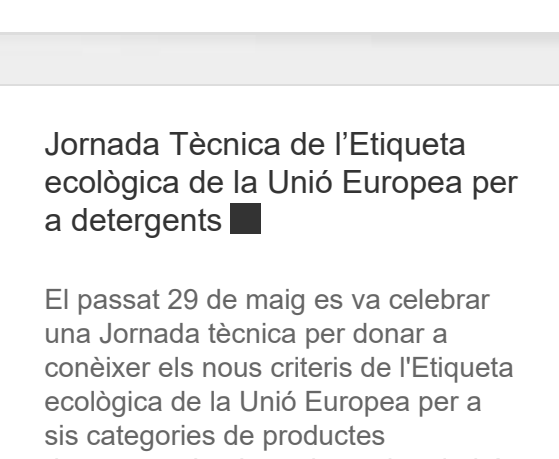 Jornada Tècnica de l’Etiqueta
ecològica de la Unió Europea per
a detergents
El passat 29 de maig es va celebrar
una Jornada tècnica per donar a
conèixer els nous criteris de l'Etiqueta
ecològica de la Unió Europea per a
sis categories de productes